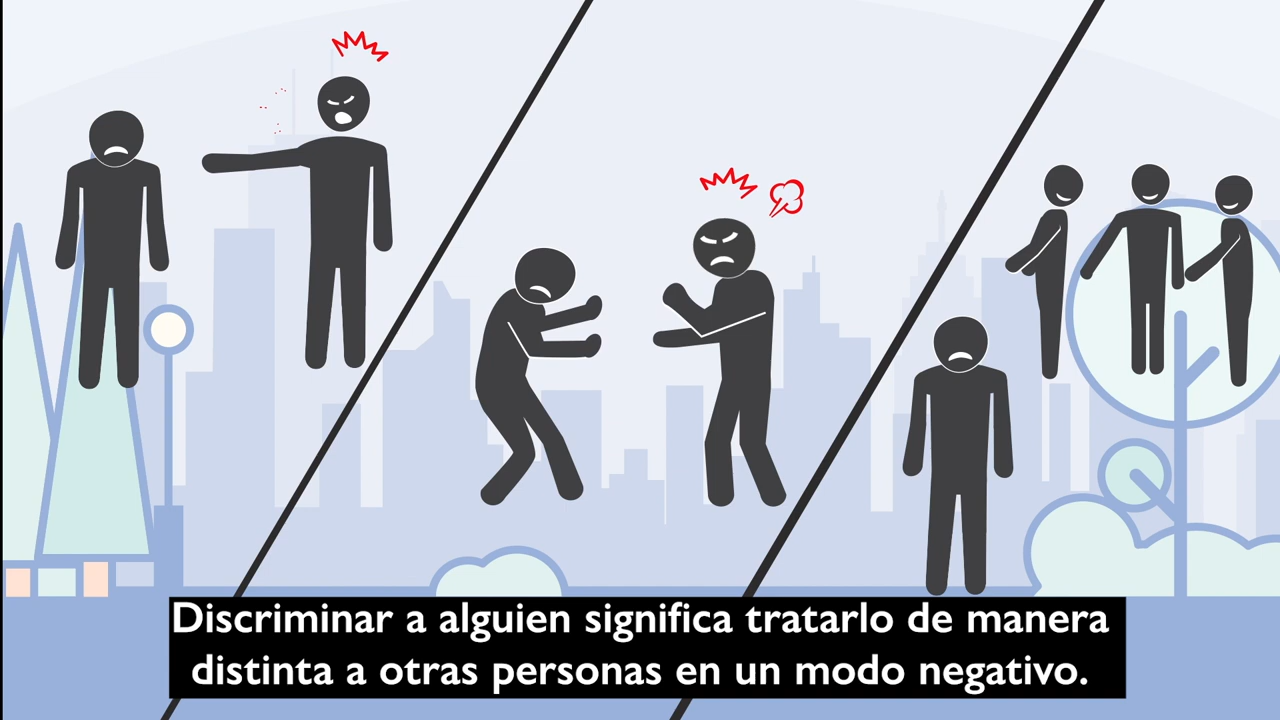 Discriminar a alguien significa tratarlo de manera
distinta a otras personas en un modo negativo.